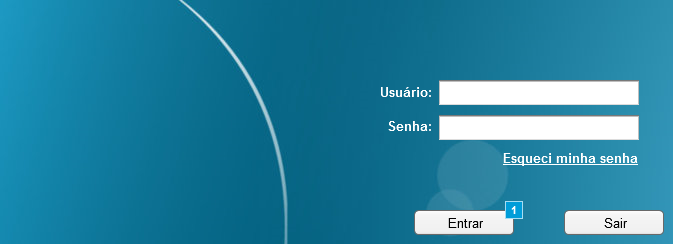 Usuário:
Senha:
Esqueci minha senha
1
Entrar
Sair